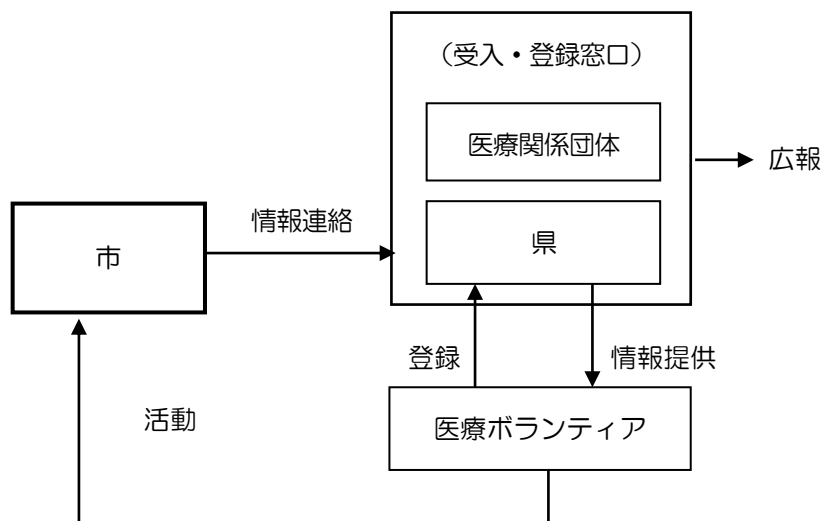 （受入・登録窓口）
医療関係団体
広報
情報連絡
市
県
登録
情報提供
活動
医療ボランティア